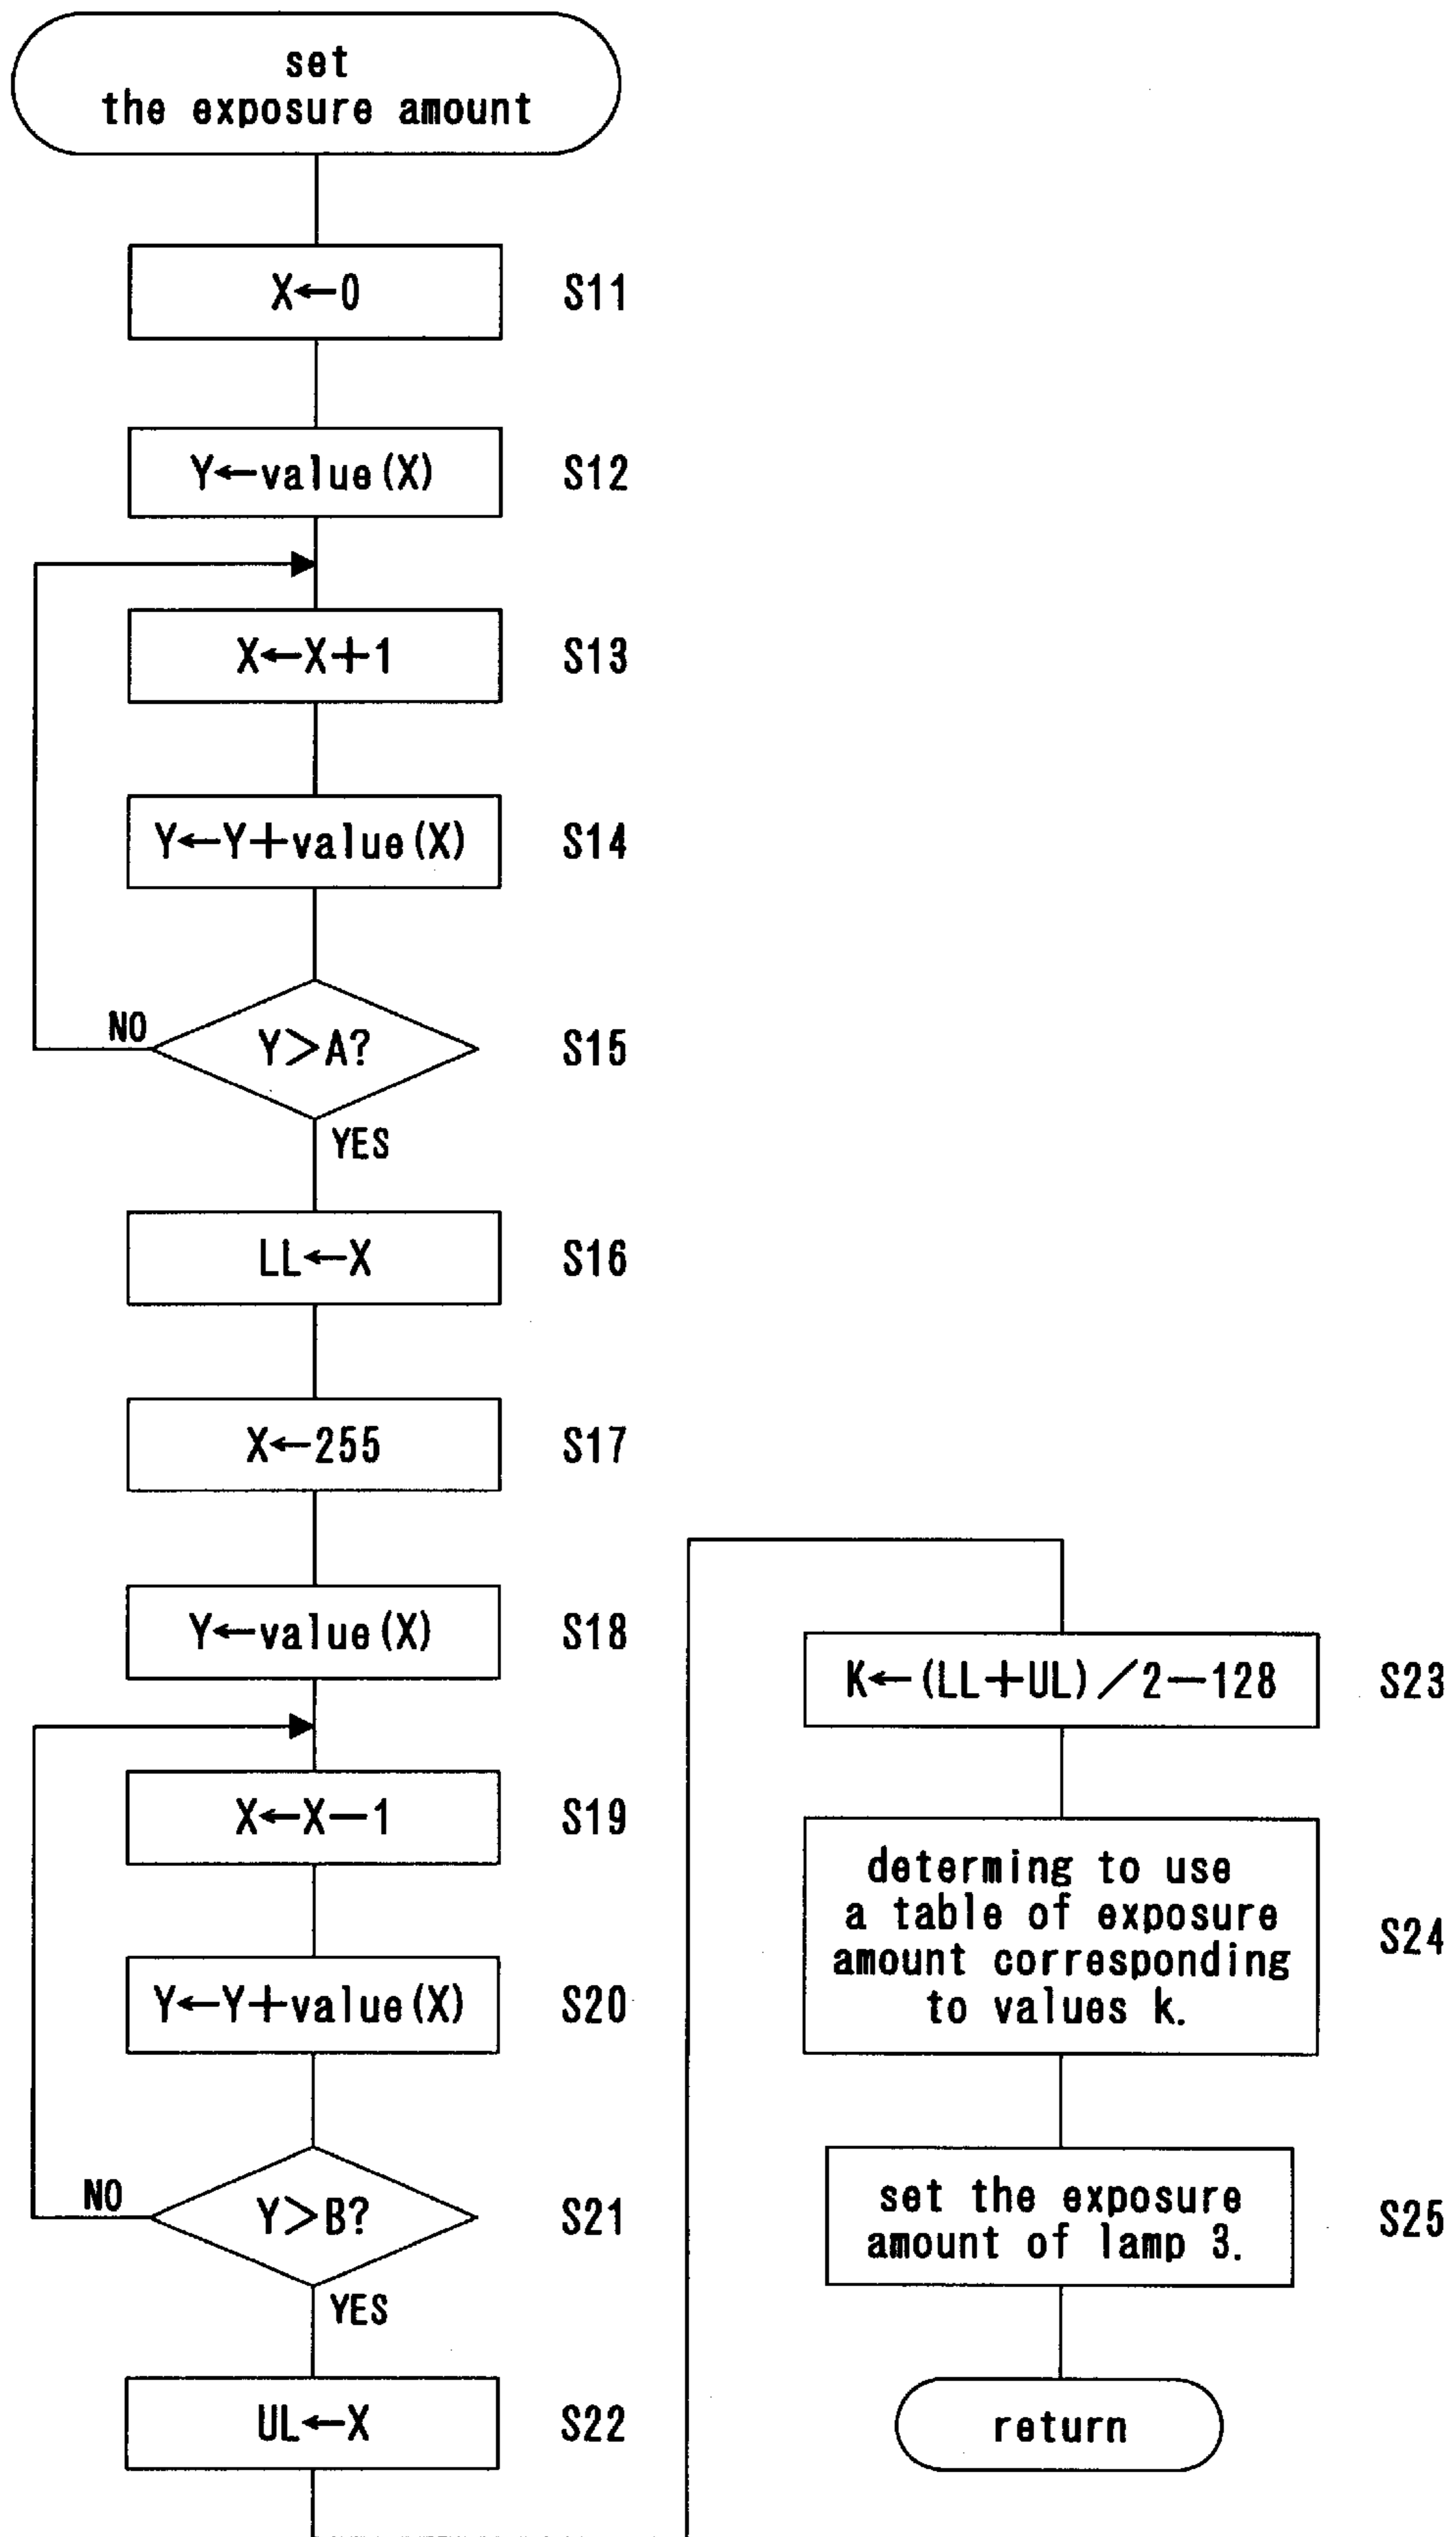 set
the exposure amount
X←0
S11
Y←value(X)
S12
X←X+1
S13
Y←Y+value(X)
S14
NO
Y>A?
S15
YES
LL←X
S16
X←255
S17
Y←value(X)
S18
X←X−1
S19
Y←Y+value(X)
S20
NO
Y>B?
S21
YES
UL←X
S22
K←(LL+UL)/2−128
S23
determing to use
a table of exposure
amount corresponding
to values k.
S24
set the exposure
amount of lamp 3.
S25
return